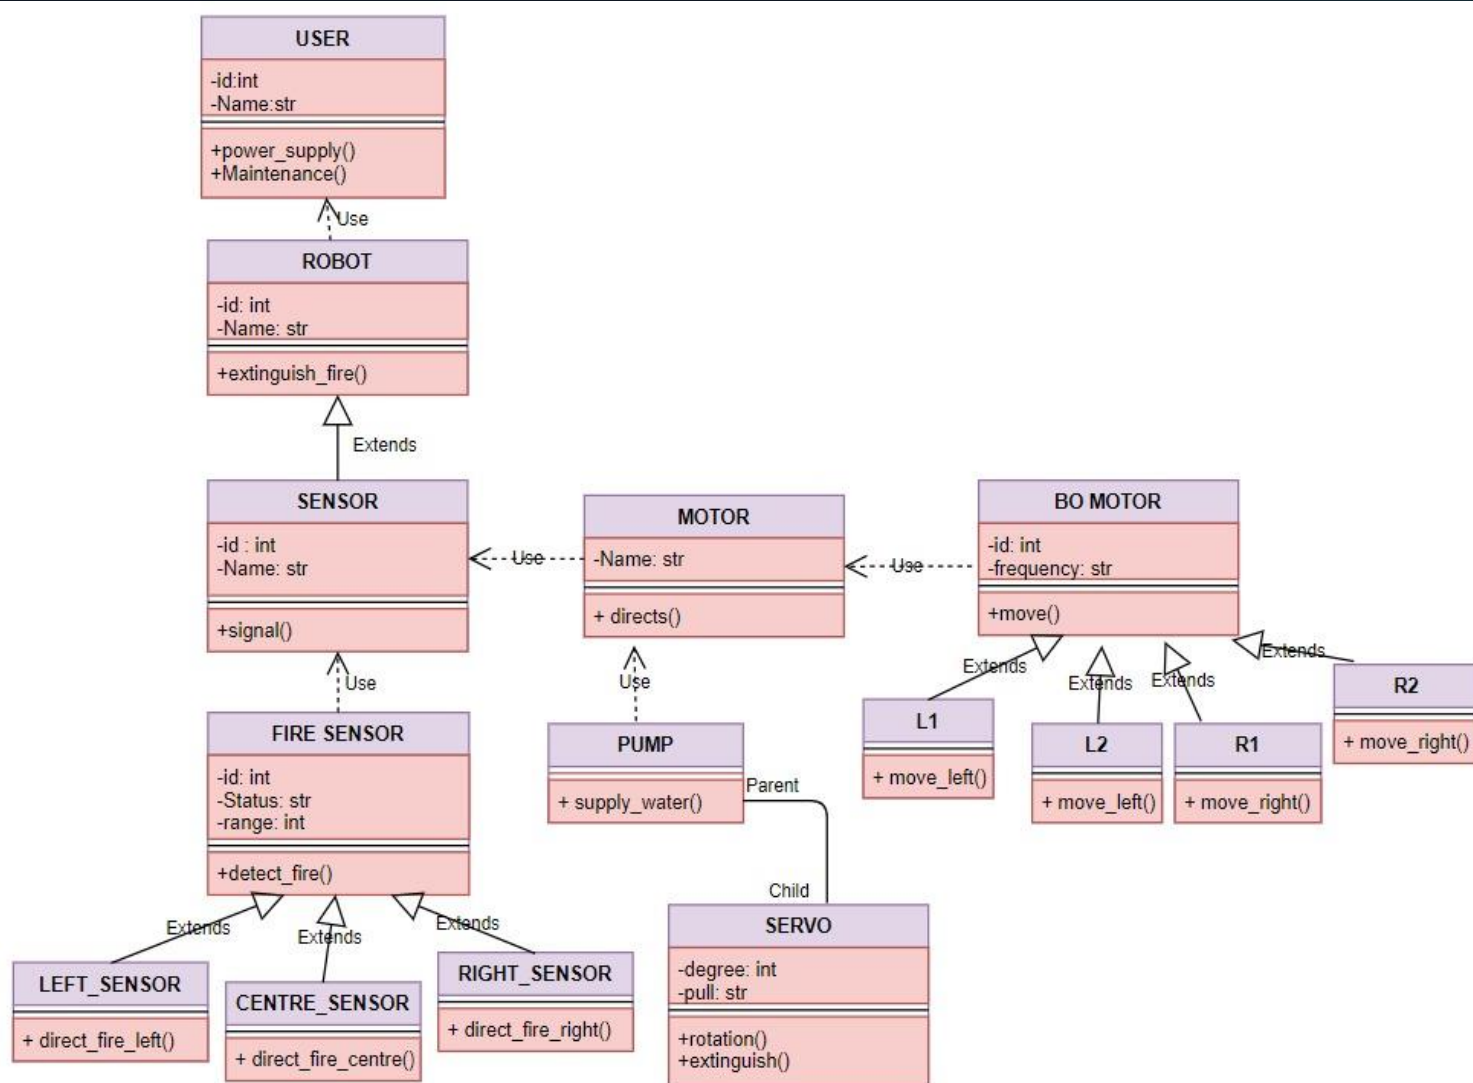 USER
-id:int
-Name:str
+power_supply()
+Maintenance()
Use
ROBOT
-id: int
-Name: str
+extinguish_fire()
Extends
SENSOR
-id : int
-Name: str
+signal()
Use
MOTOR
-Name: str
+ directs()
Use
BO MOTOR
-id: int
-frequency: str
+move()
Extends
Extends
Extends
Extends
L1
+ move_left()
L2
+ move_left()
R1
+ move_right()
R2
+ move_right()
Use
FIRE SENSOR
-id: int
-Status: str
-range: int
+detect_fire()
Use
PUMP
+ supply_water()
Parent
Child
SERVO
-degree: int
-pull: str
+rotation()
+extinguish()
Extends
Extends
Extends
LEFT_SENSOR
+ direct_fire_left()
CENTRE_SENSOR
+ direct_fire_centre()
RIGHT_SENSOR
+ direct_fire_right()